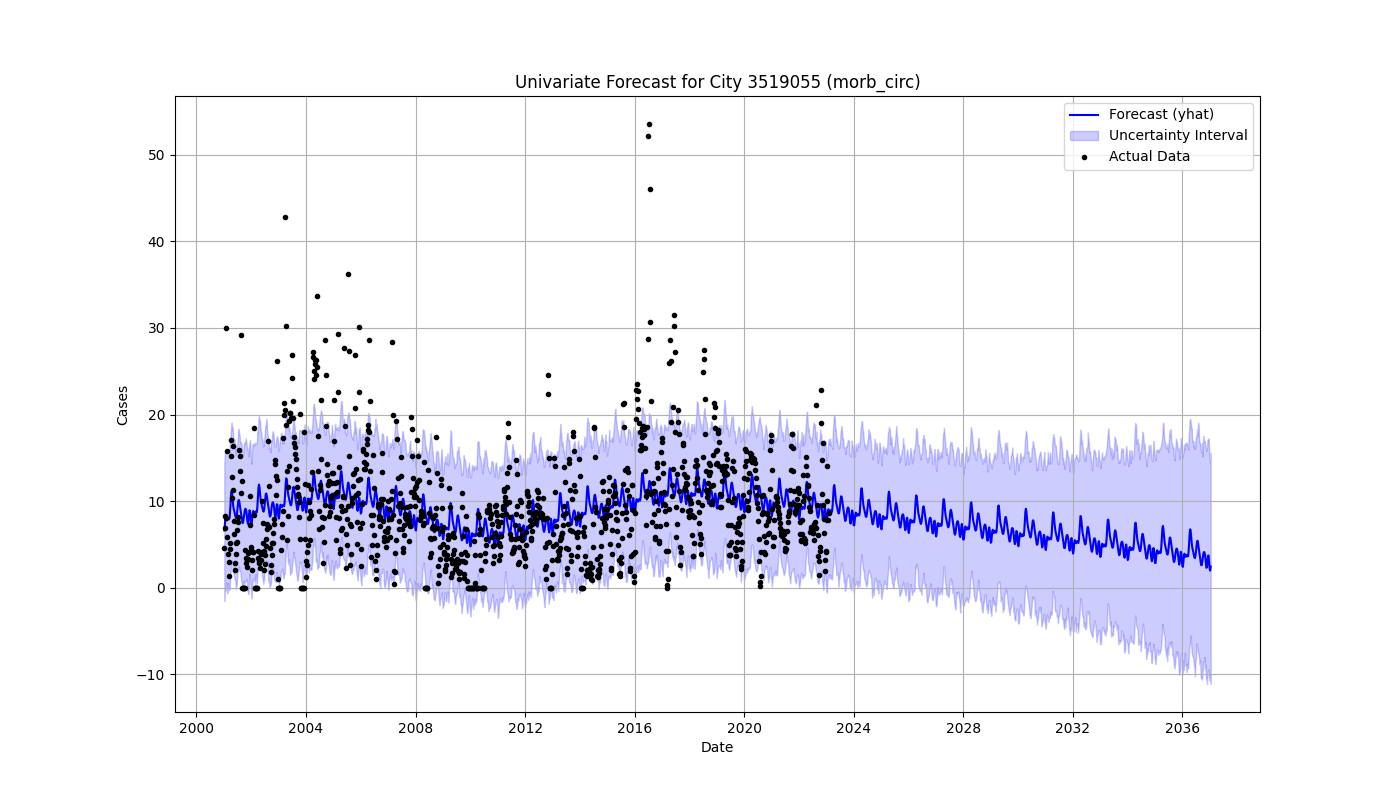 Univariate Forecast for City 3519055 (morb_circ)
Forecast (yhat)
Uncertainty Interval
Actual Data
Cases
50
40
30
20
10
0
−10
2000 2004 2008 2012 2016 2020 2024 2028 2032 2036
Date